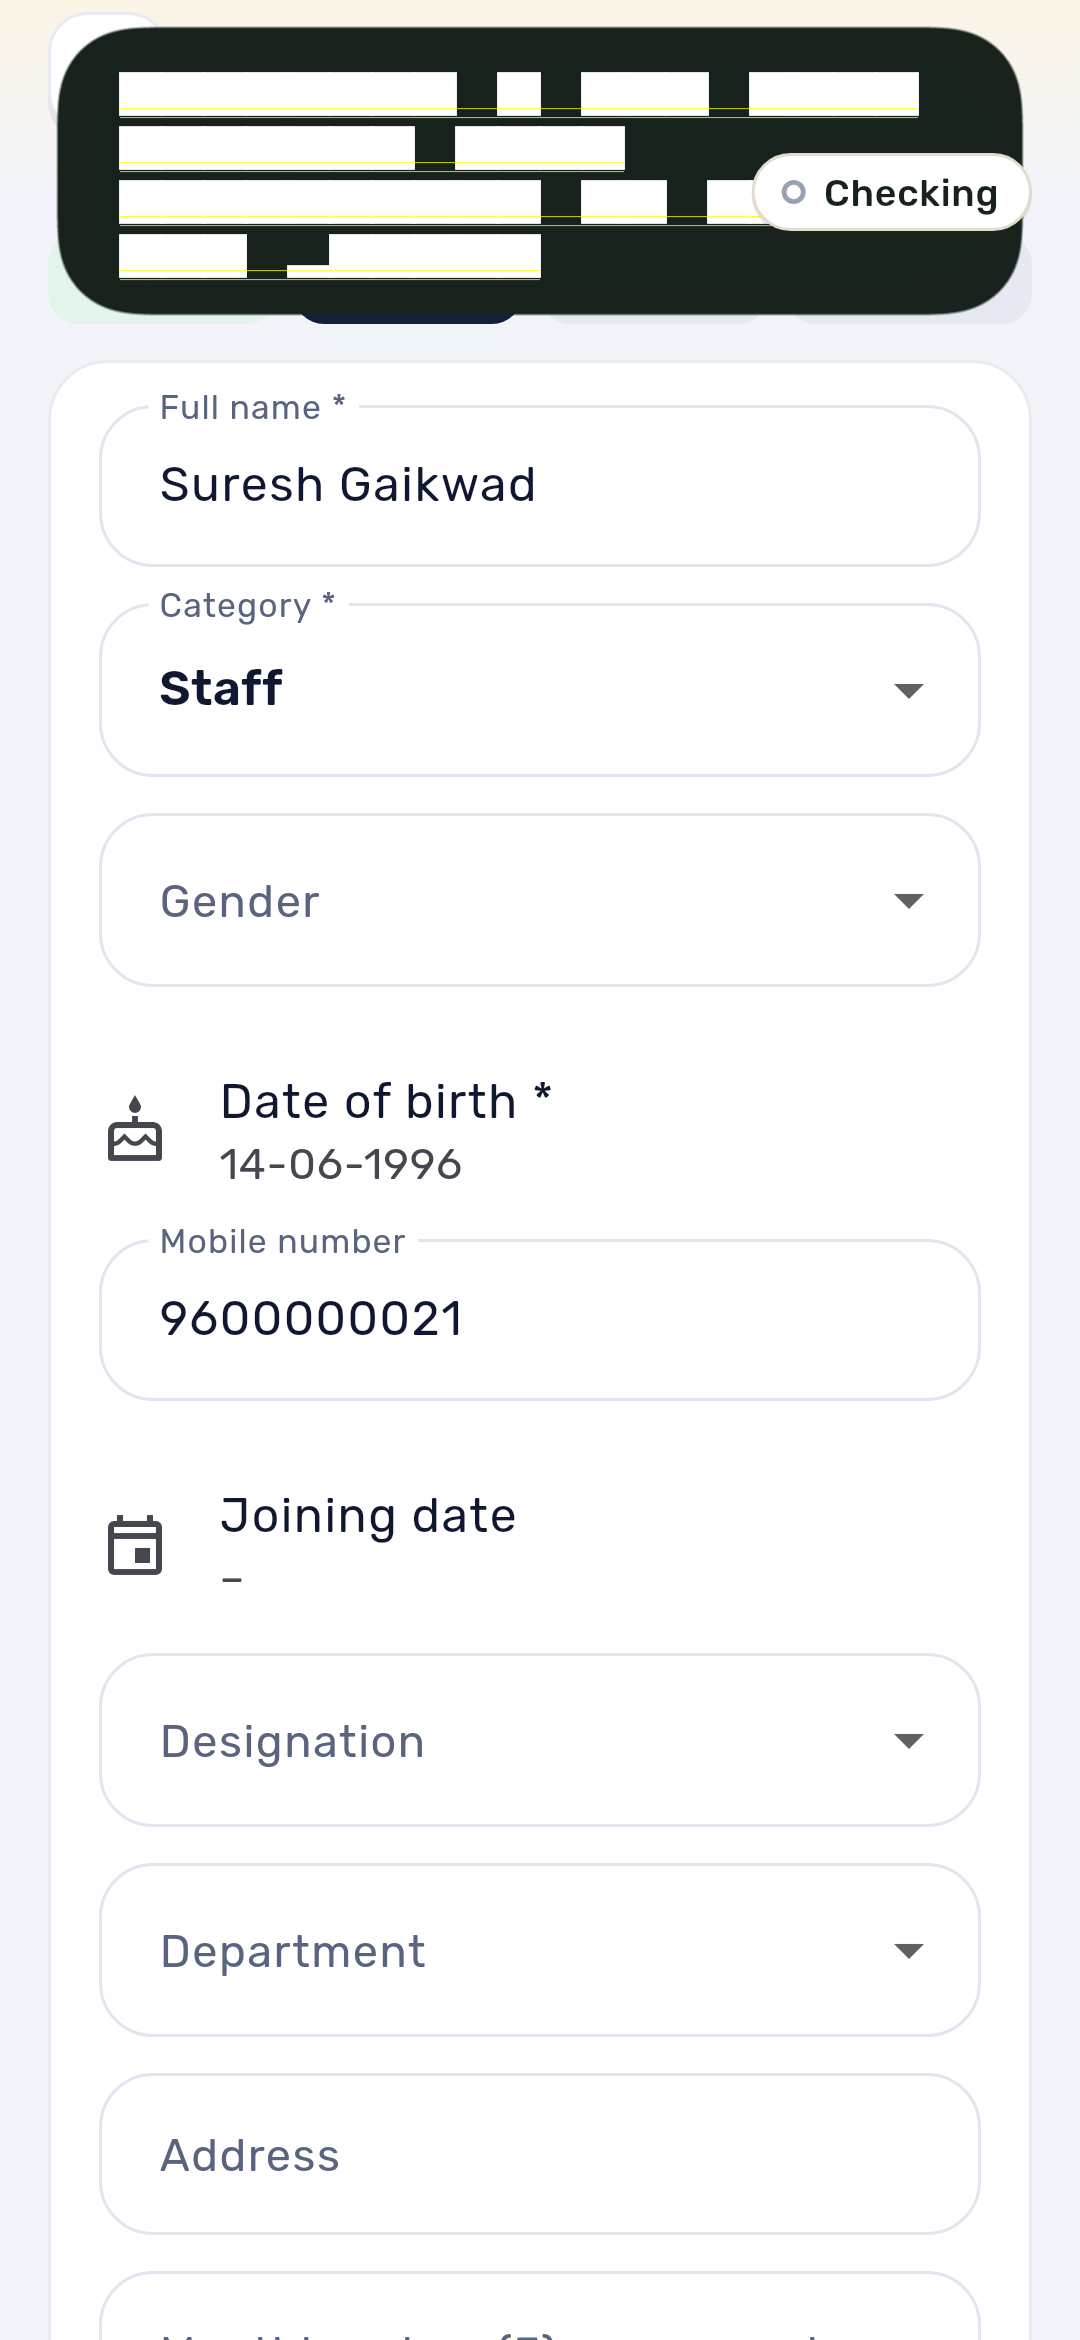 Checking
Full name *
Suresh Gaikwad
Category *
Staff
Gender
Date of birth *
14-06-1996
Mobile number
9600000021
Joining date
–
Designation
Department
Address